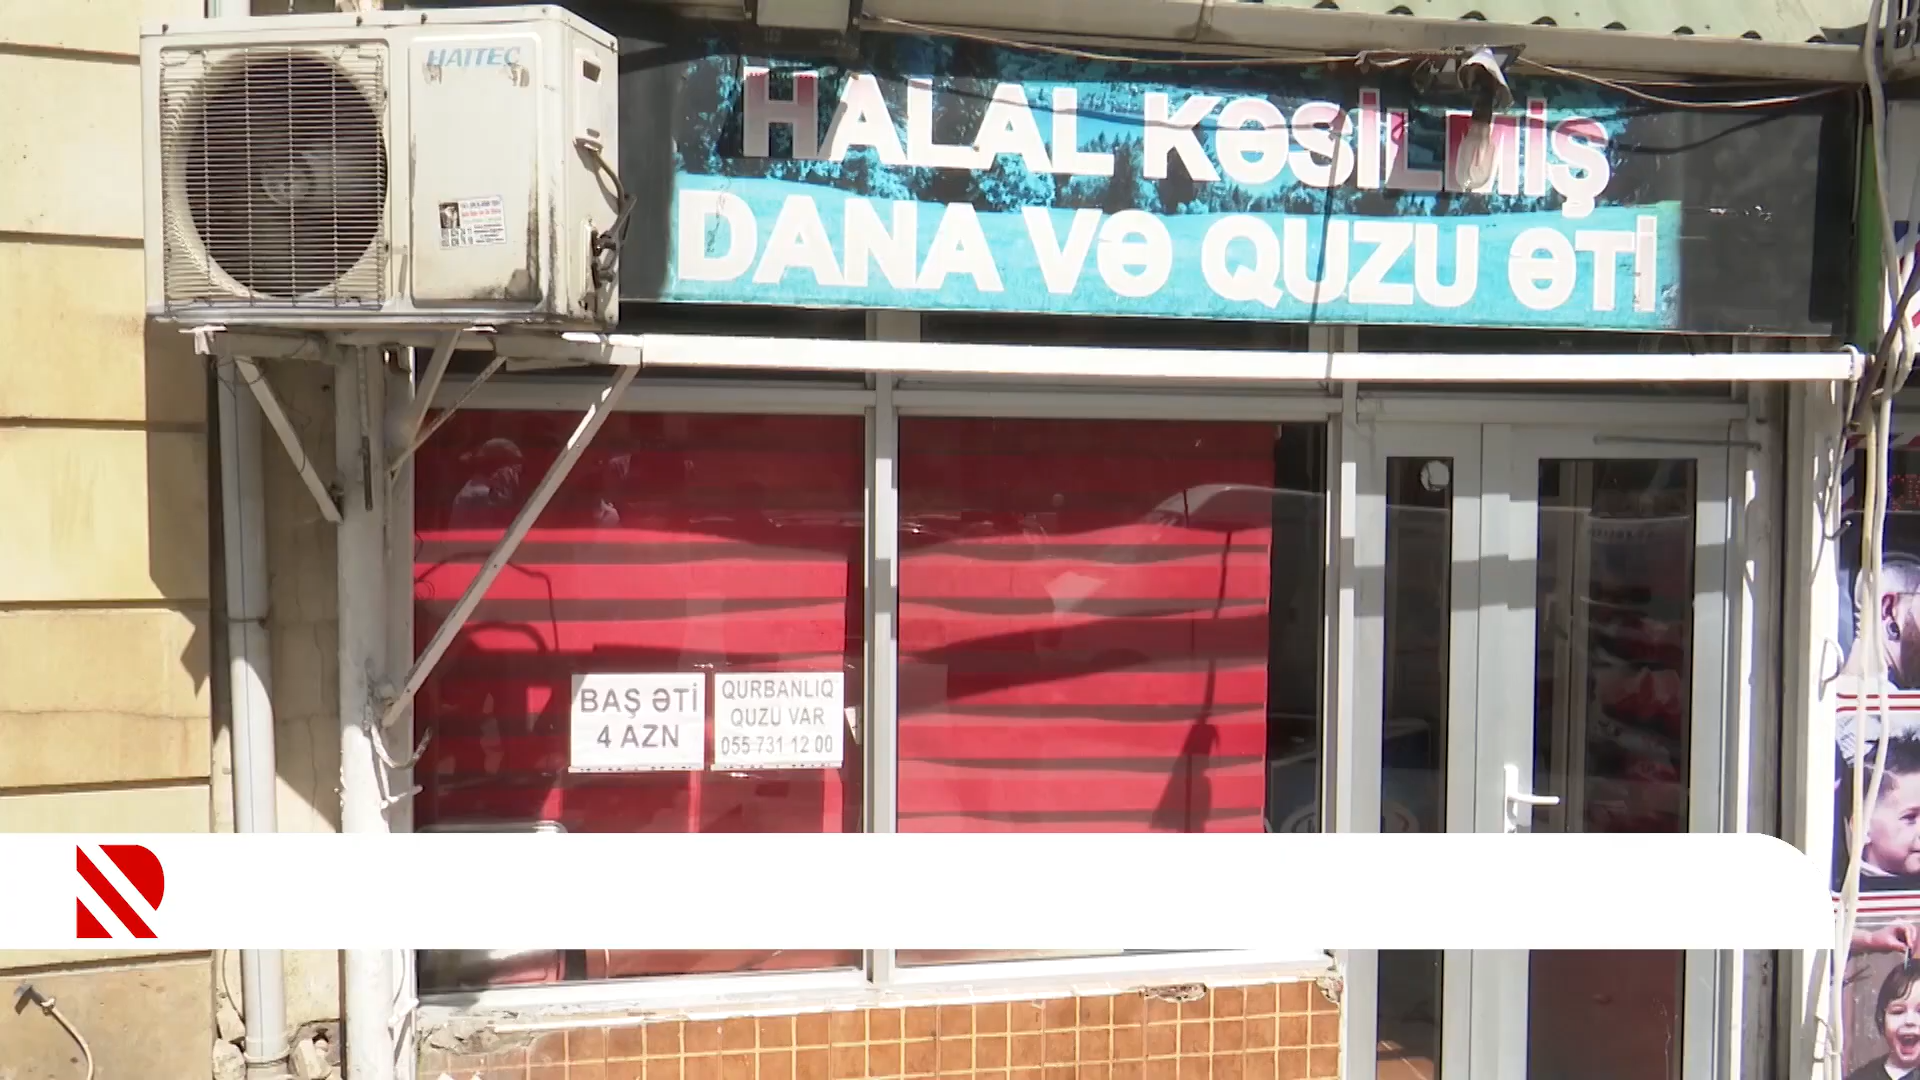 HAITEC
HALAL KƏSİLMİŞ
DANA VƏ QUZU ƏTİ
BAŞ ƏTİ
4 AZN
QURBANLIQ
QUZU VAR
055 731 12 00